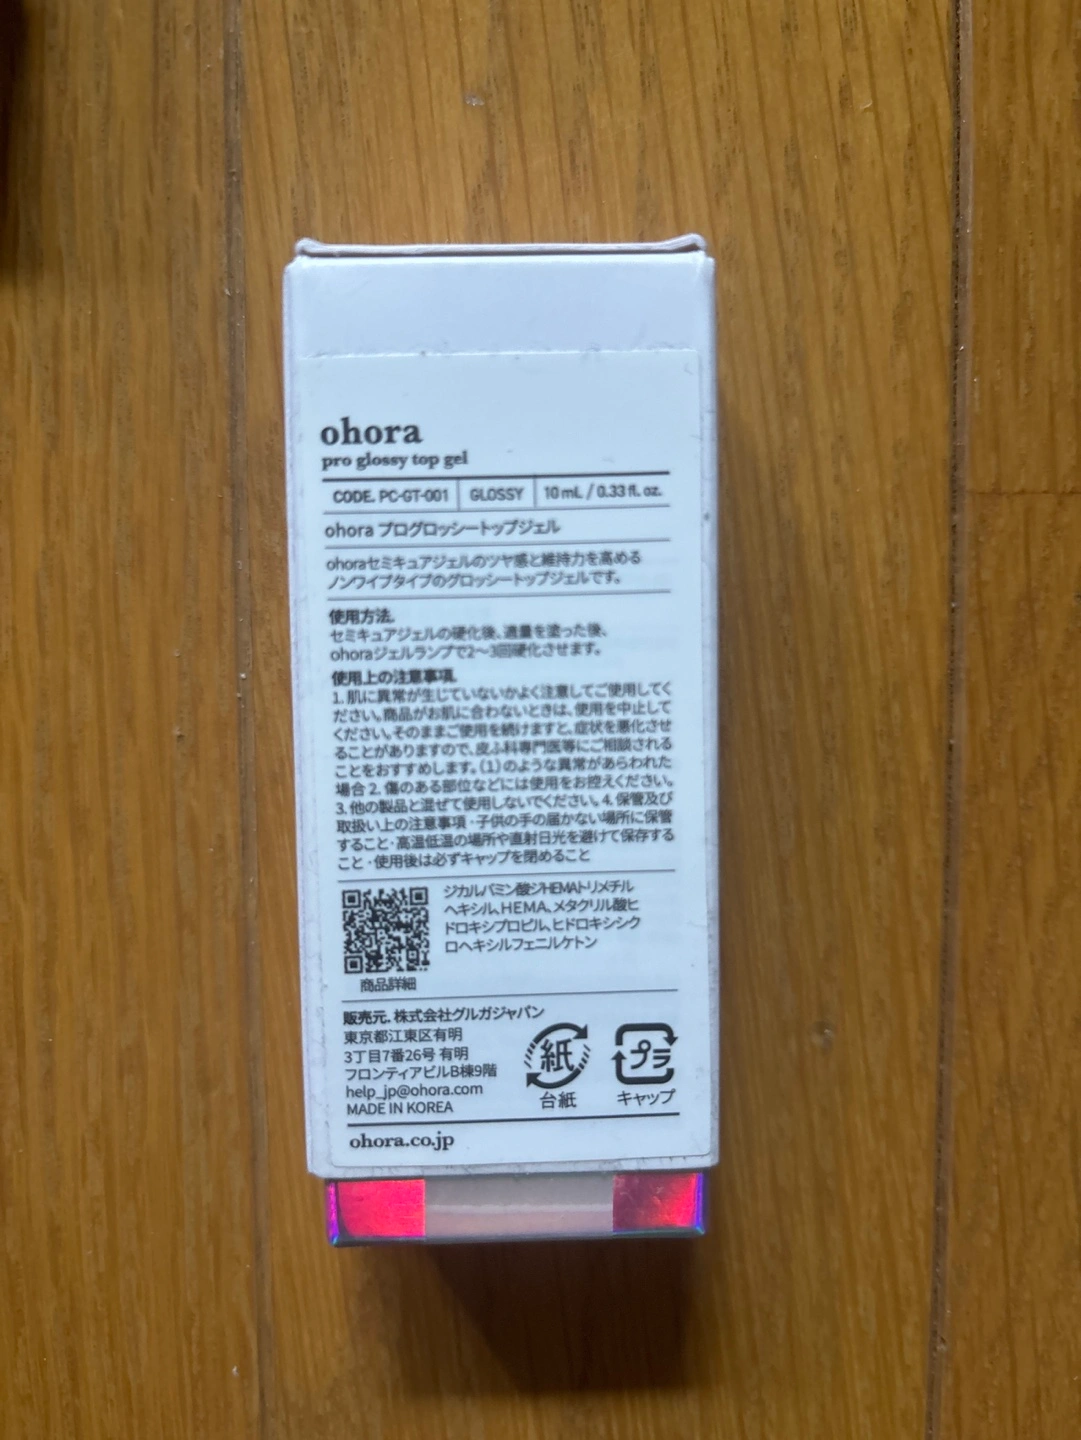 ohora
pro glossy top gel
CODE. PC-GT-001 GLOSSY 10 mL / 0.33 fl. oz.
ohora プログロッシートップジェル
ohoraセミキュアジェルのツヤ感と維持力を高める
ノンワイプタイプのグロッシートップジェルです。
使用方法.
セミキュアジェルの硬化後、適量を塗った後、
ohoraジェルランプで2〜3回硬化させます。
使用上の注意事項.
1. 肌に異常が生じていないかよく注意してご使用してく
ださい。商品がお肌に合わないときは、使用を中止して
ください。そのままご使用を続けますと、症状を悪化させ
ることがありますので、皮ふ科専門医等にご相談される
ことをおすすめします。（1）のような異常があらわれた
場合 2. 傷のある部位などには使用をお控えください。
3. 他の製品と混ぜて使用しないでください。4. 保管及び
取扱い上の注意事項・子供の手の届かない場所に保管
すること・高温低温の場所や直射日光を避けて保存する
こと・使用後は必ずキャップを閉めること
ジカルバミン酸ジHEMAトリメチル
ヘキシル、HEMA、メタクリル酸ヒ
ドロキシプロピル、ヒドロキシシク
ロヘキシルフェニルケトン
商品詳細
販売元. 株式会社グルガジャパン
東京都江東区有明
3丁目7番26号 有明
フロンティアビルB棟9階
help_jp@ohora.com
MADE IN KOREA
紙
台紙
プラ
キャップ
ohora.co.jp